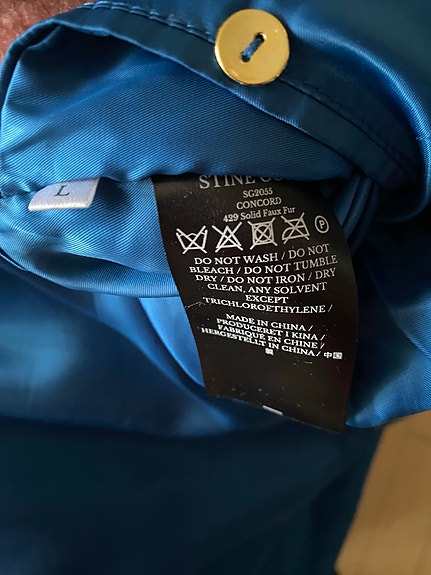 L
STINE
SG2055
CONCORD
429 Solid Faux Fur
P
DO NOT WASH / DO NOT
BLEACH / DO NOT TUMBLE
DRY / DO NOT IRON / DRY
CLEAN, ANY SOLVENT
EXCEPT
TRICHLOROETHYLENE /
MADE IN CHINA /
PRODUCERET I KINA /
FABRIQUE EN CHINE /
HERGESTELLT IN CHINA / 中国
製